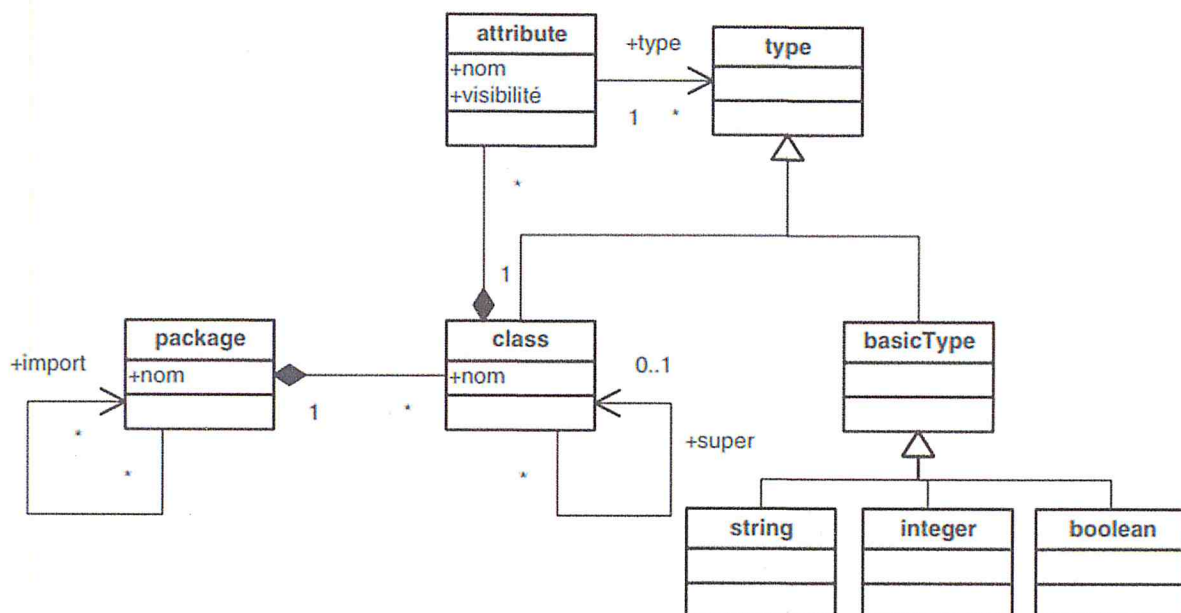 attribute
+nom
+visibilité
+type
1 *
type
*
1
package
+nom
+import
*
*
1
*
class
+nom
0..1
+super
*
basicType
string
integer
boolean